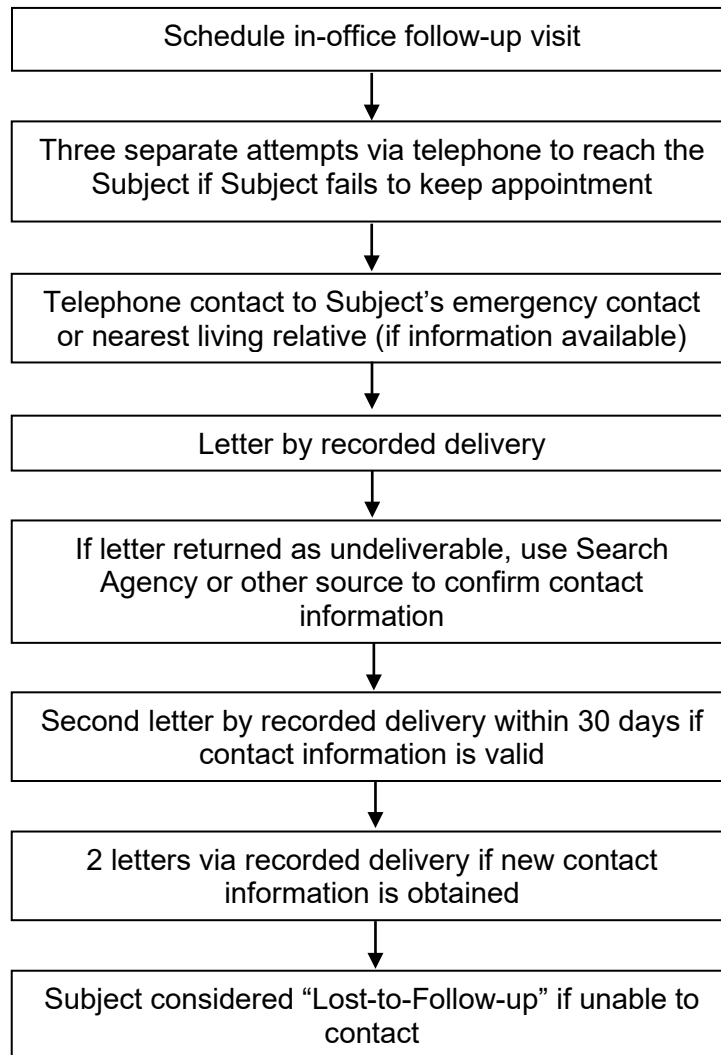 Schedule in-office follow-up visit
Three separate attempts via telephone to reach the
Subject if Subject fails to keep appointment
Telephone contact to Subject’s emergency contact
or nearest living relative (if information available)
Letter by recorded delivery
If letter returned as undeliverable, use Search
Agency or other source to confirm contact
information
Second letter by recorded delivery within 30 days if
contact information is valid
2 letters via recorded delivery if new contact
information is obtained
Subject considered “Lost-to-Follow-up” if unable to
contact